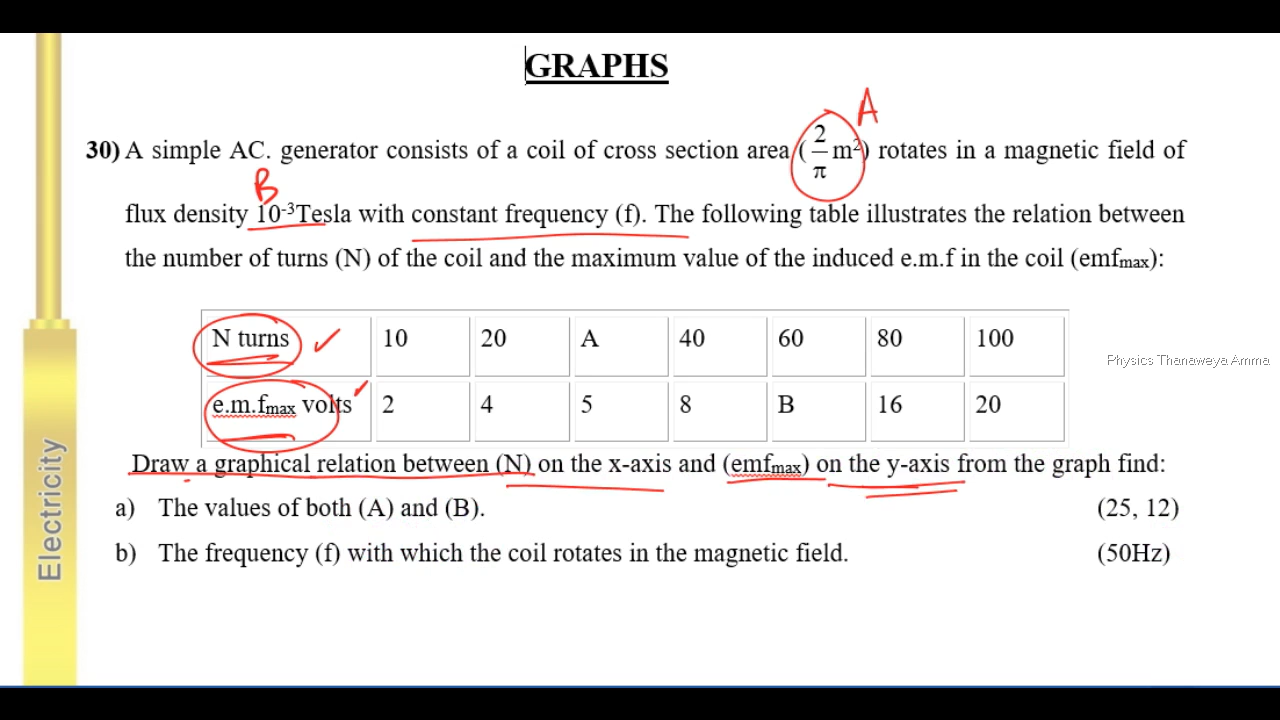 GRAPHS
A
30) A simple AC. generator consists of a coil of cross section area ( 2/π m²) rotates in a magnetic field of
B
flux density 10⁻³Tesla with constant frequency (f). The following table illustrates the relation between
the number of turns (N) of the coil and the maximum value of the induced e.m.f in the coil (emfmax):
N turns 10 20 A 40 60 80 100
Physics Thanaweya Amma
e.m.fmax volts 2 4 5 8 B 16 20
Draw a graphical relation between (N) on the x-axis and (emfmax) on the y-axis from the graph find:
a) The values of both (A) and (B). (25, 12)
b) The frequency (f) with which the coil rotates in the magnetic field. (50Hz)
Electricity